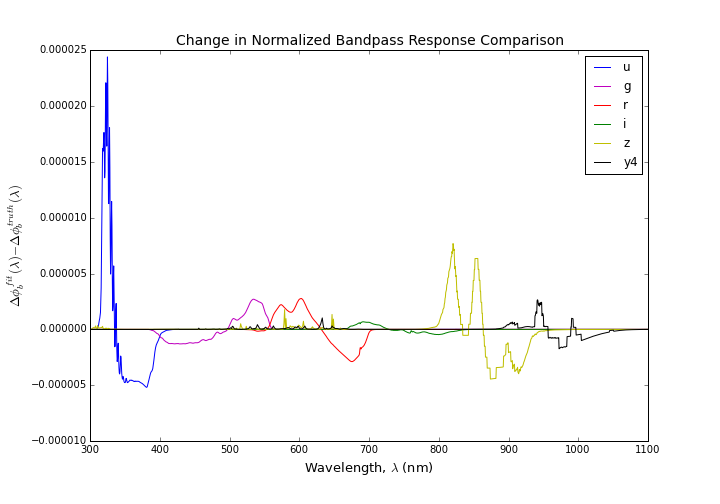 Change in Normalized Bandpass Response Comparison
0.000025
0.000020
0.000015
0.000010
0.000005
0.000000
−0.000005
−0.000010
Δϕ_b^{fit}(λ)−Δϕ_b^{truth}(λ)
u
g
r
i
z
y4
300 400 500 600 700 800 900 1000 1100
Wavelength, λ (nm)